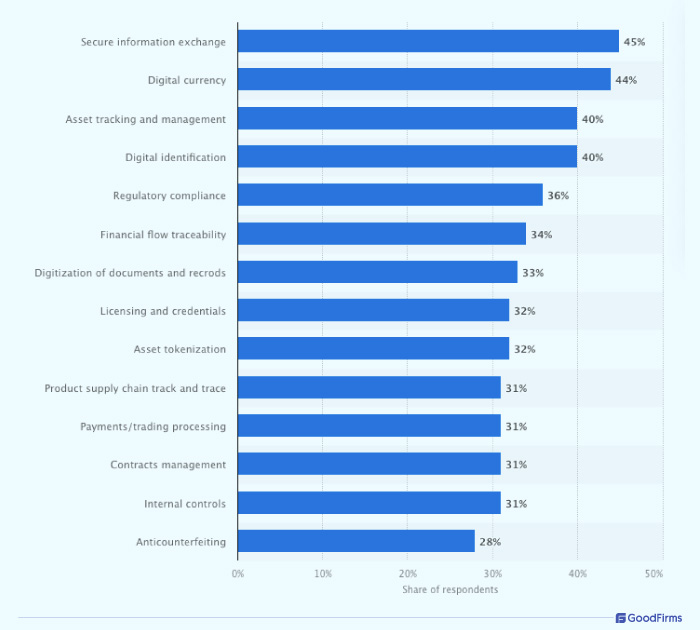 Secure information exchange 45%
Digital currency 44%
Asset tracking and management 40%
Digital identification 40%
Regulatory compliance 36%
Financial flow traceability 34%
Digitization of documents and recrods 33%
Licensing and credentials 32%
Asset tokenization 32%
Product supply chain track and trace 31%
Payments/trading processing 31%
Contracts management 31%
Internal controls 31%
Anticounterfeiting 28%
0% 10% 20% 30% 40% 50%
Share of respondents
GoodFirms